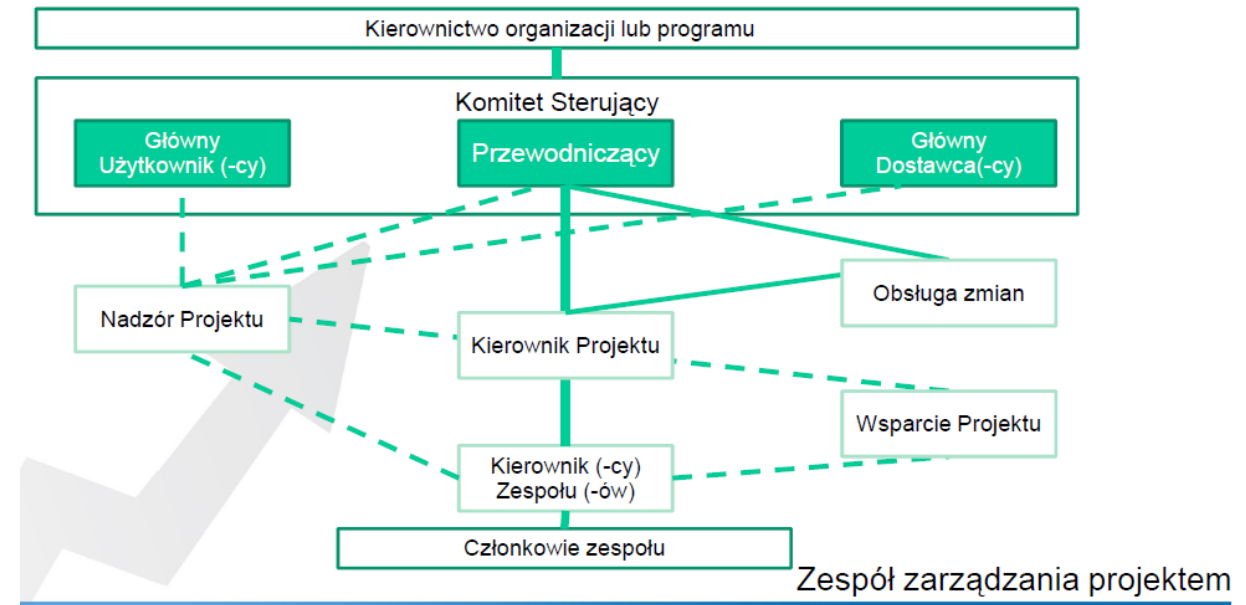 Kierownictwo organizacji lub programu
Komitet Sterujący
Główny
Użytkownik (-cy)
Przewodniczący
Główny
Dostawca(-cy)
Nadzór Projektu
Kierownik Projektu
Obsługa zmian
Wsparcie Projektu
Kierownik (-cy)
Zespołu (-ów)
Członkowie zespołu
Zespół zarządzania projektem